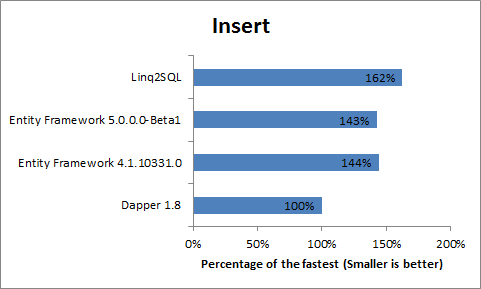 Insert
Linq2SQL 162%
Entity Framework 5.0.0.0-Beta1 143%
Entity Framework 4.1.10331.0 144%
Dapper 1.8 100%
0% 50% 100% 150% 200%
Percentage of the fastest (Smaller is better)